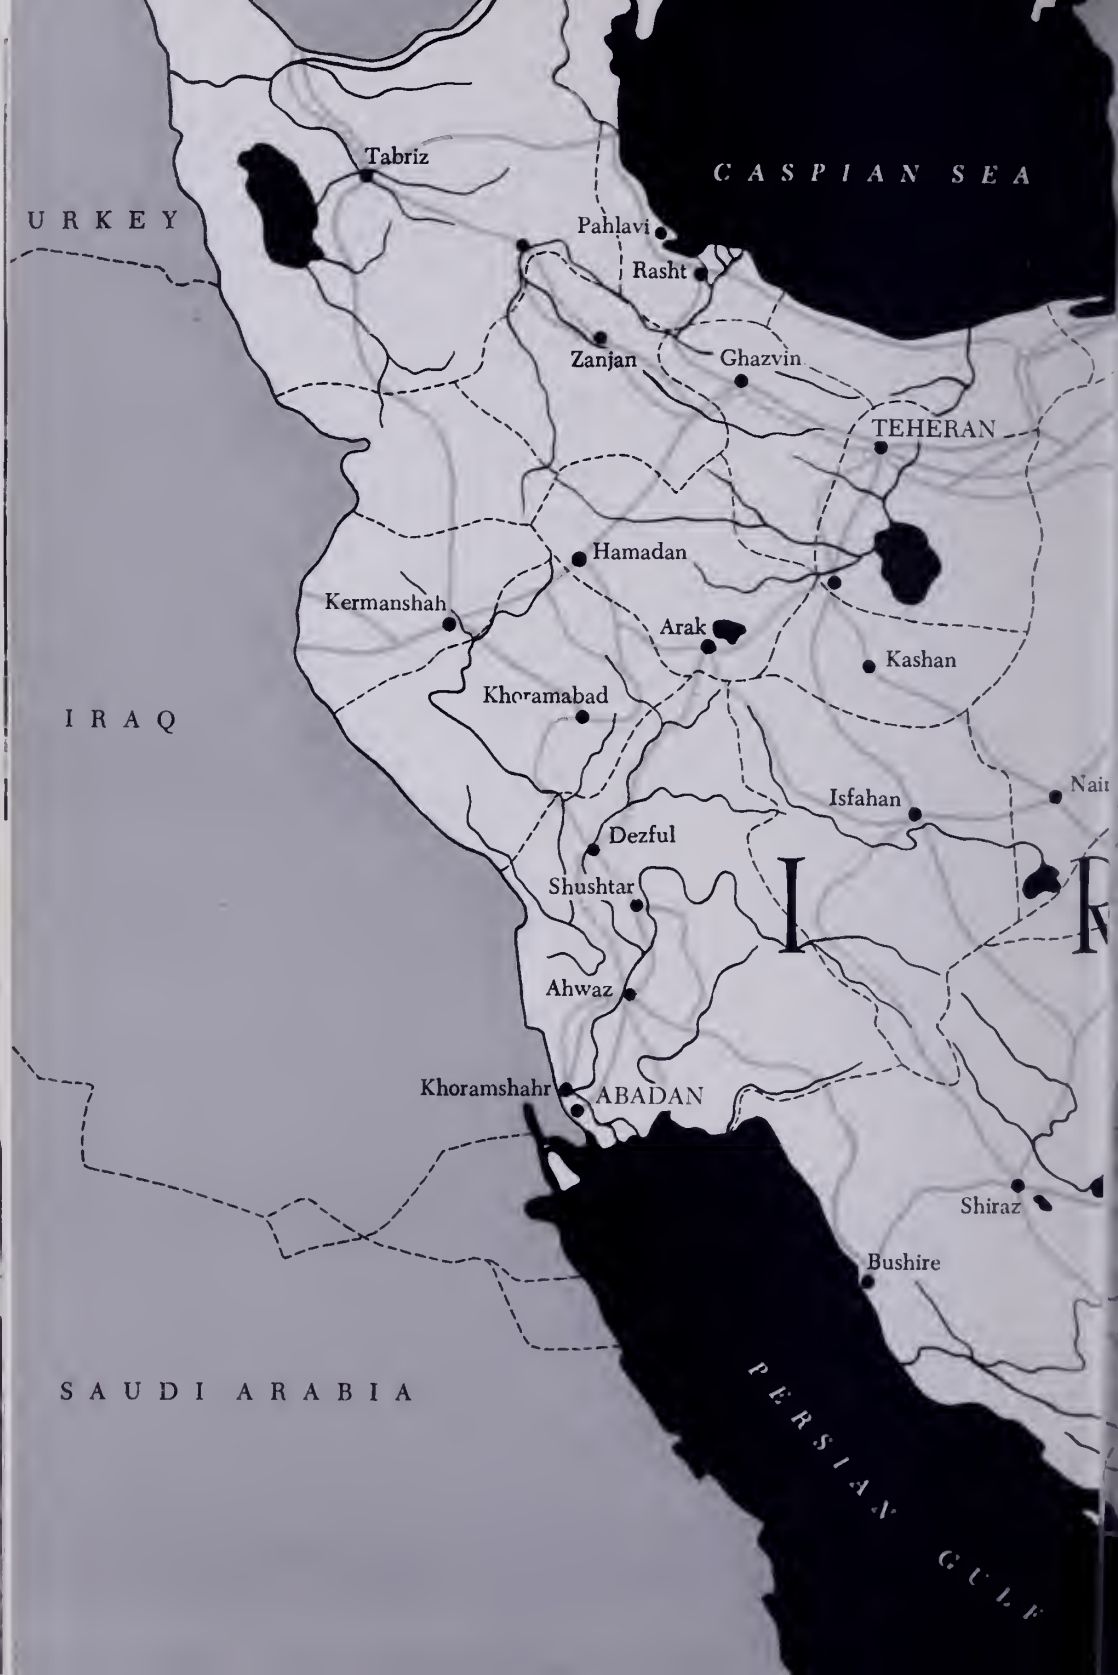 Tabriz
CASPIAN SEA
URKEY
Pahlavi
Rasht
Zanjan
Ghazvin
TEHERAN
Hamadan
Kermanshah
Arak
Kashan
Khoramabad
IRAQ
Nair
Isfahan
Dezful
I R
Shushtar
Ahwaz
Khoramshahr
ABADAN
Shiraz
Bushire
SAUDI ARABIA
PERSIAN GULF